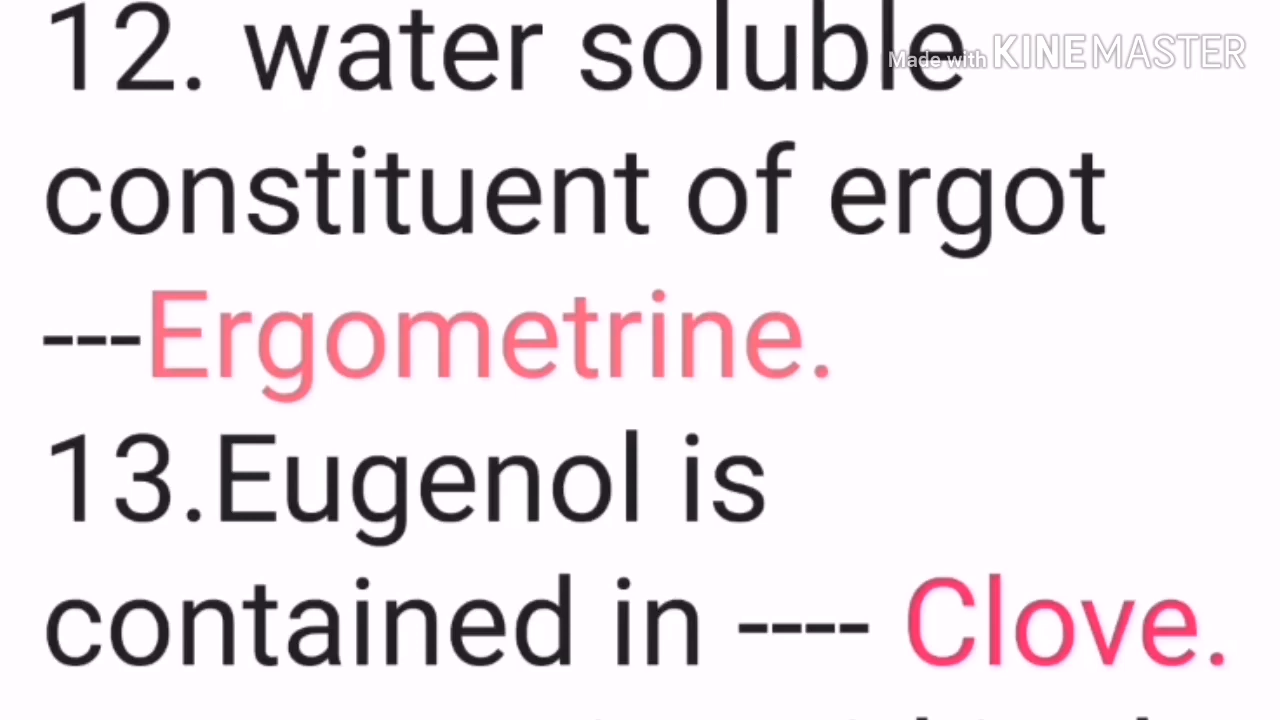 12. water soluble
Made with KINEMASTER
constituent of ergot
---Ergometrine.
13.Eugenol is
contained in ---- Clove.